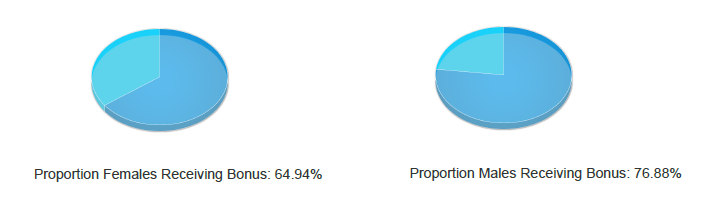 Proportion Females Receiving Bonus: 64.94%
Proportion Males Receiving Bonus: 76.88%